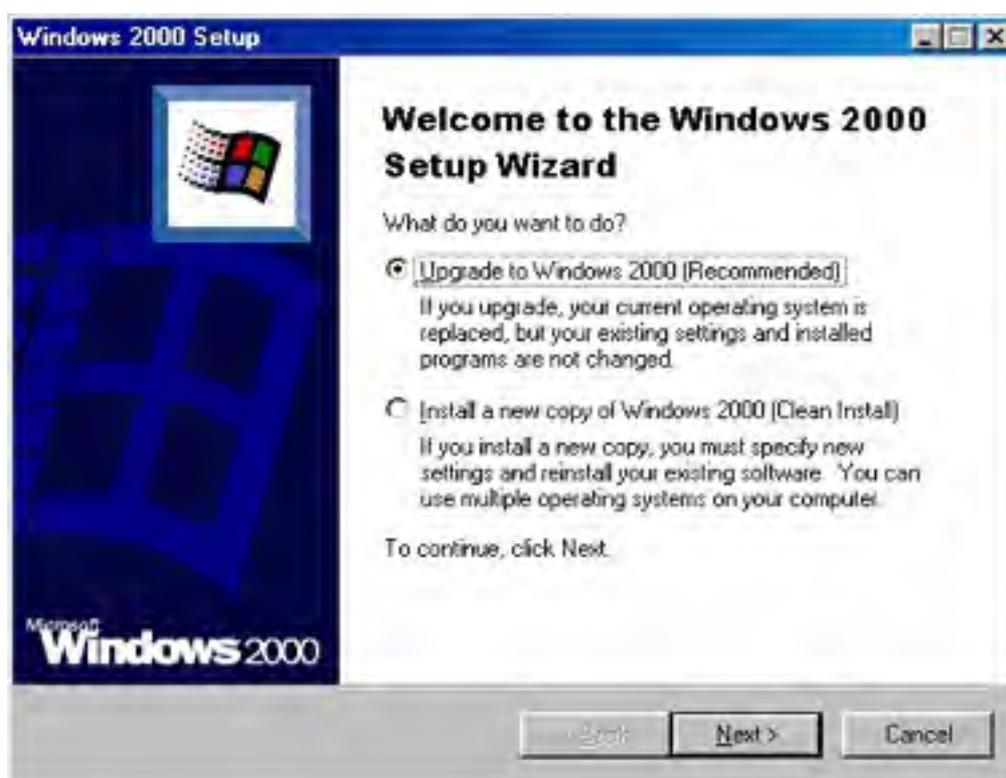 Windows 2000 Setup
Welcome to the Windows 2000
Setup Wizard
What do you want to do?
Upgrade to Windows 2000 (Recommended)
If you upgrade, your current operating system is
replaced, but your existing settings and installed
programs are not changed.
Install a new copy of Windows 2000 (Clean Install)
If you install a new copy, you must specify new
settings and reinstall your existing software. You can
use multiple operating systems on your computer.
To continue, click Next.
Microsoft
Windows 2000
Next >
Cancel